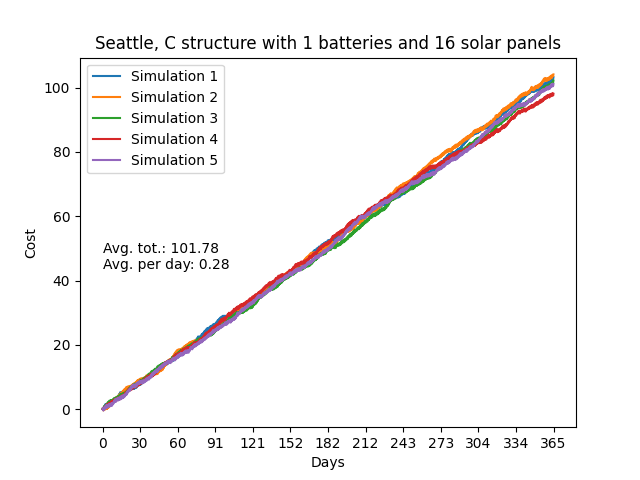 Seattle, C structure with 1 batteries and 16 solar panels
Simulation 1
Simulation 2
Simulation 3
Simulation 4
Simulation 5
Avg. tot.: 101.78
Avg. per day: 0.28
Cost
100
80
60
40
20
0
0 30 60 91 121 152 182 212 243 273 304 334 365
Days